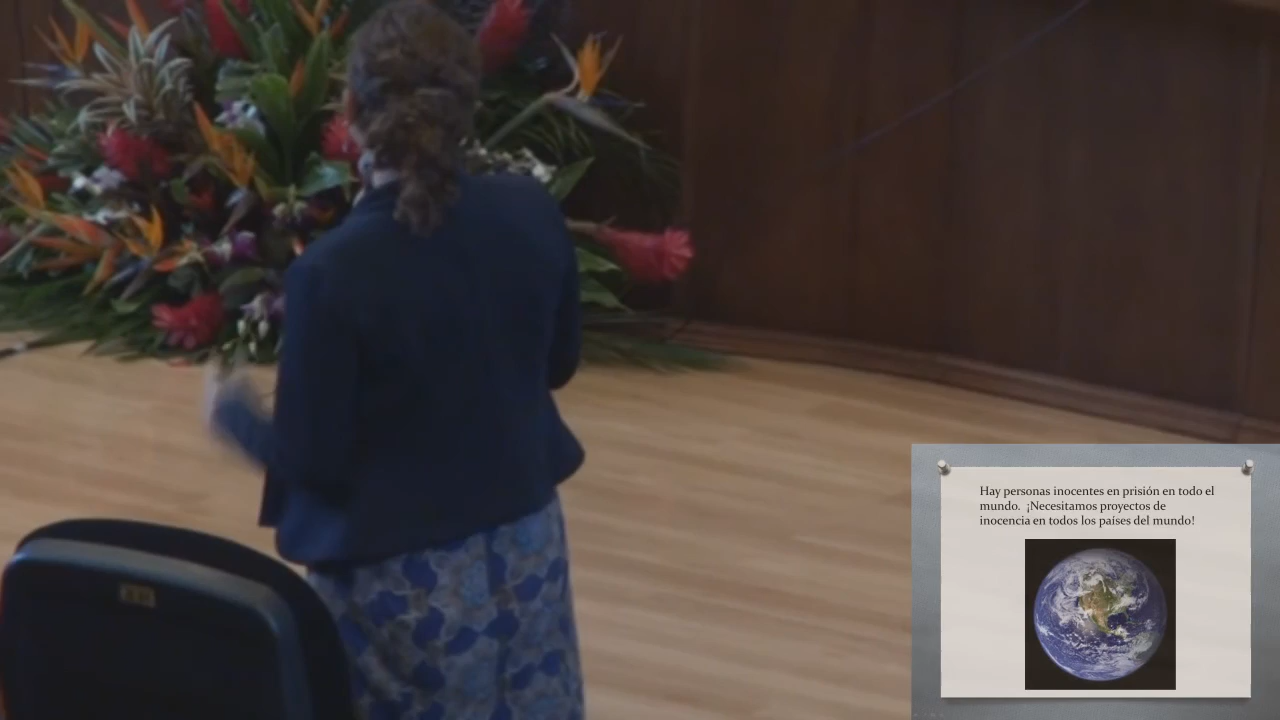 Hay personas inocentes en prisión en todo el
mundo. ¡Necesitamos proyectos de
inocencia en todos los países del mundo!